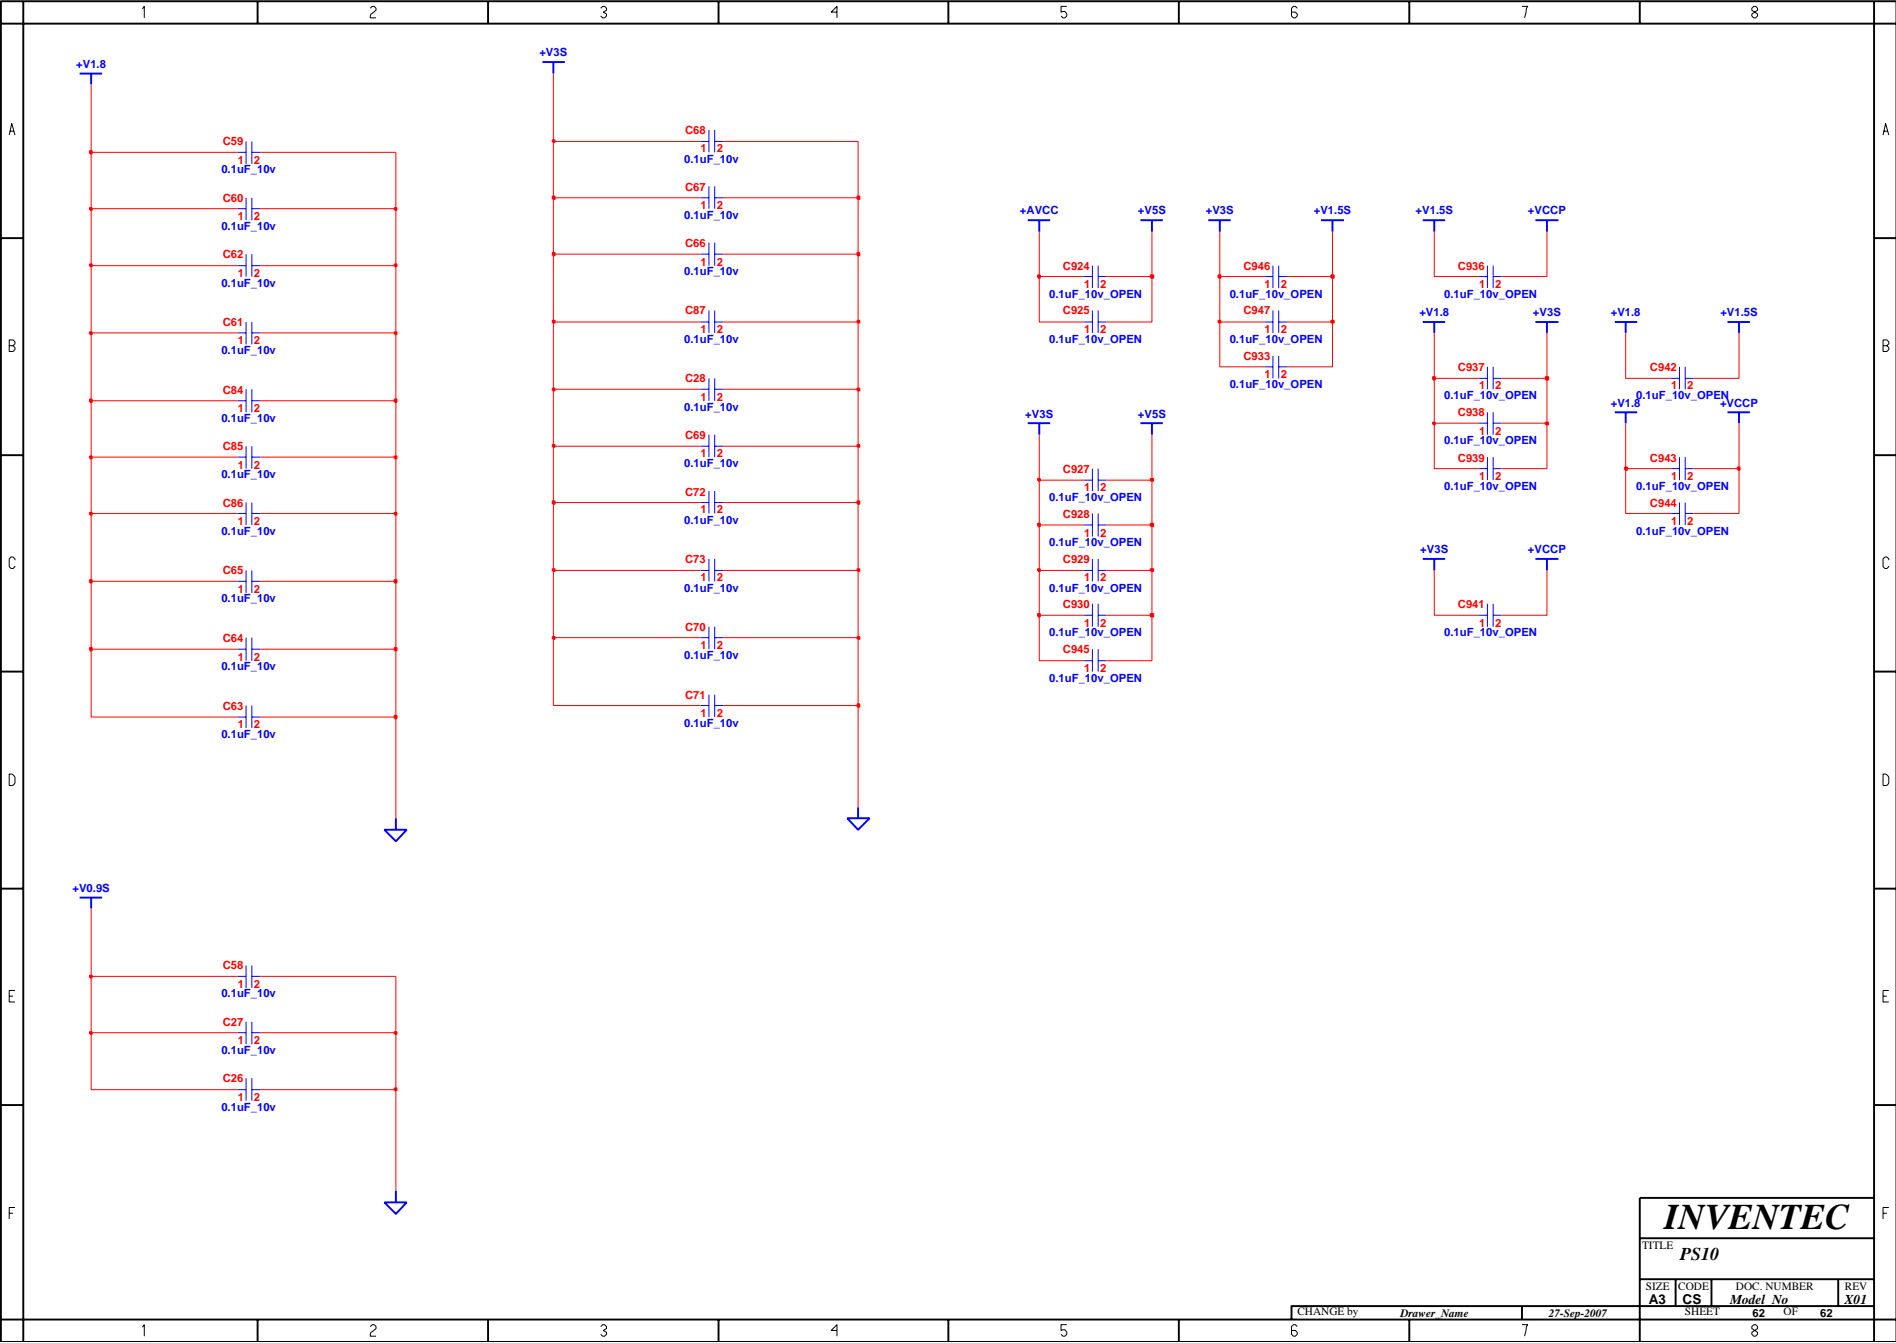 1 2 3 4 5 6 7 8
A
B
C
D
E
F
+V1.8
C59
1 2
0.1uF_10v
C60
1 2
0.1uF_10v
C62
1 2
0.1uF_10v
C61
1 2
0.1uF_10v
C84
1 2
0.1uF_10v
C85
1 2
0.1uF_10v
C86
1 2
0.1uF_10v
C65
1 2
0.1uF_10v
C64
1 2
0.1uF_10v
C63
1 2
0.1uF_10v
+V0.9S
C58
1 2
0.1uF_10v
C27
1 2
0.1uF_10v
C26
1 2
0.1uF_10v
+V3S
C68
1 2
0.1uF_10v
C67
1 2
0.1uF_10v
C66
1 2
0.1uF_10v
C87
1 2
0.1uF_10v
C28
1 2
0.1uF_10v
C69
1 2
0.1uF_10v
C72
1 2
0.1uF_10v
C73
1 2
0.1uF_10v
C70
1 2
0.1uF_10v
C71
1 2
0.1uF_10v
+AVCC +V5S
C924
1 2
0.1uF_10v_OPEN
C925
1 2
0.1uF_10v_OPEN
+V3S +V5S
C927
1 2
0.1uF_10v_OPEN
C928
1 2
0.1uF_10v_OPEN
C929
1 2
0.1uF_10v_OPEN
C930
1 2
0.1uF_10v_OPEN
C945
1 2
0.1uF_10v_OPEN
+V3S +V1.5S
C946
1 2
0.1uF_10v_OPEN
C947
1 2
0.1uF_10v_OPEN
C933
1 2
0.1uF_10v_OPEN
+V1.5S +VCCP
C936
1 2
0.1uF_10v_OPEN
+V1.8 +V3S
C937
1 2
0.1uF_10v_OPEN
C938
1 2
0.1uF_10v_OPEN
C939
1 2
0.1uF_10v_OPEN
+V3S +VCCP
C941
1 2
0.1uF_10v_OPEN
+V1.8 +V1.5S
C942
1 2
0.1uF_10v_OPEN
+V1.8 +VCCP
C943
1 2
0.1uF_10v_OPEN
C944
1 2
0.1uF_10v_OPEN
A
B
C
D
E
F
INVENTEC
TITLE PS10
SIZE CODE DOC. NUMBER REV
A3 CS Model_No X01
CHANGE by Drawer_Name 27-Sep-2007 SHEET 62 OF 62
1 2 3 4 5 6 7 8